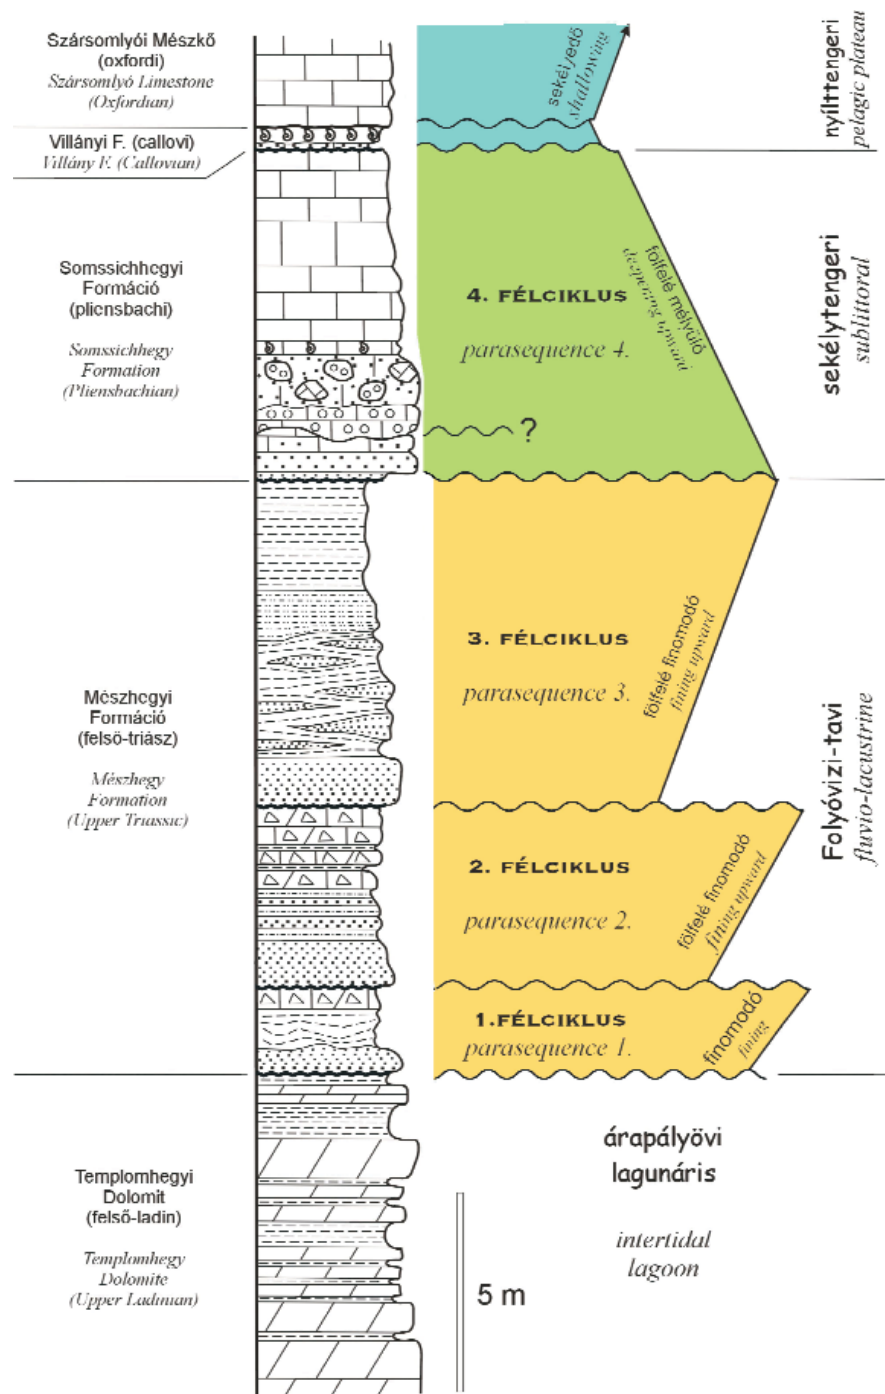 Szársomlyói Mészkő
(oxfordi)
Szársomlyó Limestone
(Oxfordian)
Villányi F. (callovi)
Villány F. (Callovian)
Somssichhegyi
Formáció
(pliensbachi)
Somssichhegy
Formation
(Pliensbachian)
Mészhegyi
Formáció
(felső-triász)
Mészhegy
Formation
(Upper Triassic)
Templomhegyi
Dolomit
(felső-ladin)
Templomhegy
Dolomite
(Upper Ladinian)
sekélyedő
shallowing
4. FÉLCIKLUS
parasequence 4.
fölfelé mélyülő
deepening upward
?
3. FÉLCIKLUS
parasequence 3.
fölfelé finomodó
fining upward
2. FÉLCIKLUS
parasequence 2.
fölfelé finomodó
fining upward
1.FÉLCIKLUS
parasequence 1.
finomodó
fining
5 m
nyílttengeri
pelagic plateau
sekélytengeri
sublittoral
Folyóvizi-tavi
fluvio-lacustrine
árapályövi
lagunáris
intertidal
lagoon